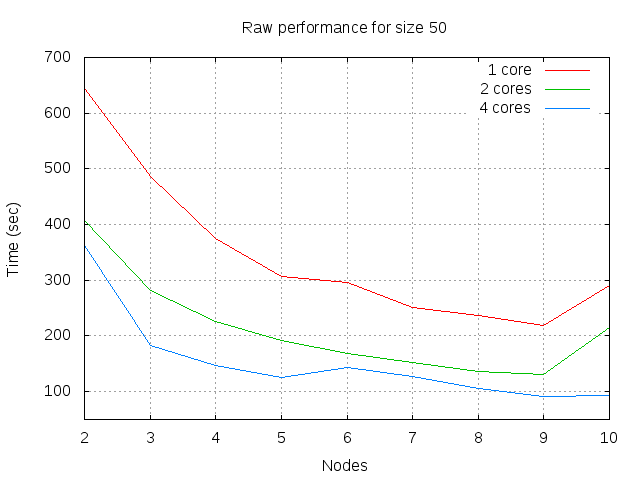 Raw performance for size 50
1 core
2 cores
4 cores
Time (sec)
700
600
500
400
300
200
100
2 3 4 5 6 7 8 9 10
Nodes